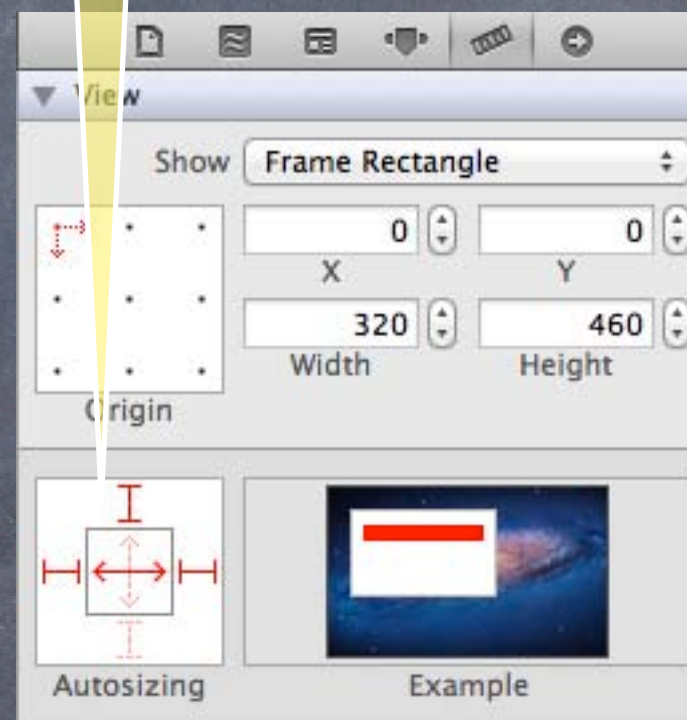 View
Show Frame Rectangle
0 0
X Y
320 460
Width Height
Origin
Autosizing Example